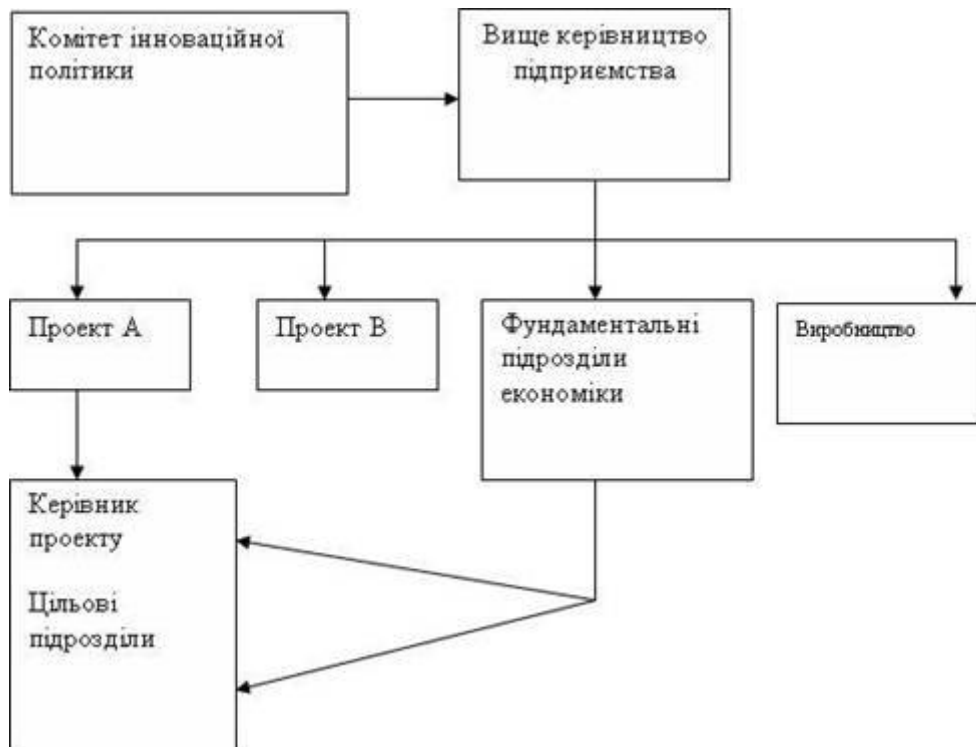 Комітет інноваційної
політики
Вище керівництво
підприємства
Проект А
Проект В
Фундаментальні
підрозділи
економіки
Виробництво
Керівник
проекту
Цільові
підрозділи